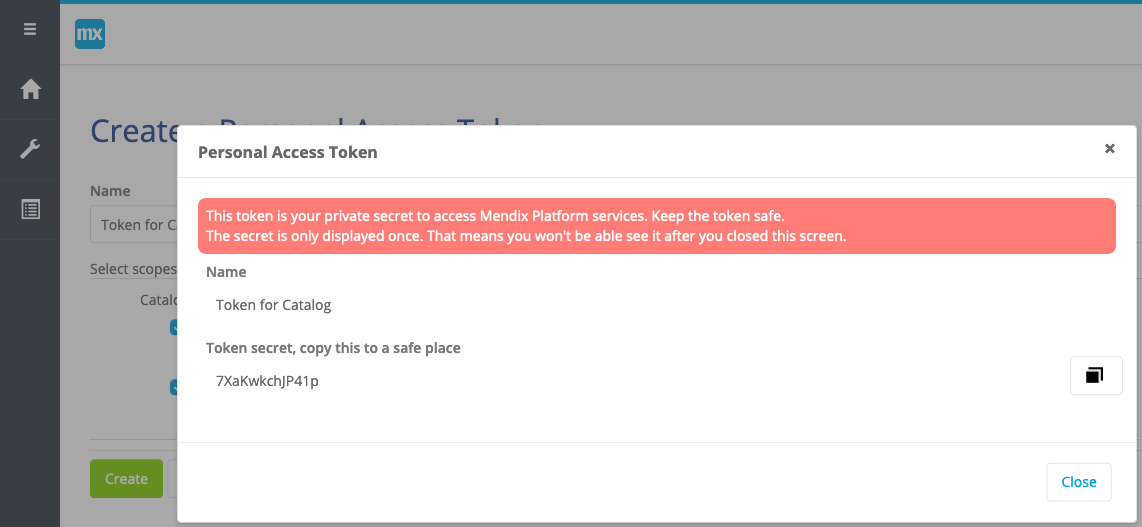 mx
Create a Personal Access Token
Personal Access Token
×
Name
Token for C
Select scopes
This token is your private secret to access Mendix Platform services. Keep the token safe.
The secret is only displayed once. That means you won't be able see it after you closed this screen.
Name
Token for Catalog
Token secret, copy this to a safe place
7XaKwkchJP41p
Catalo
Create
Close